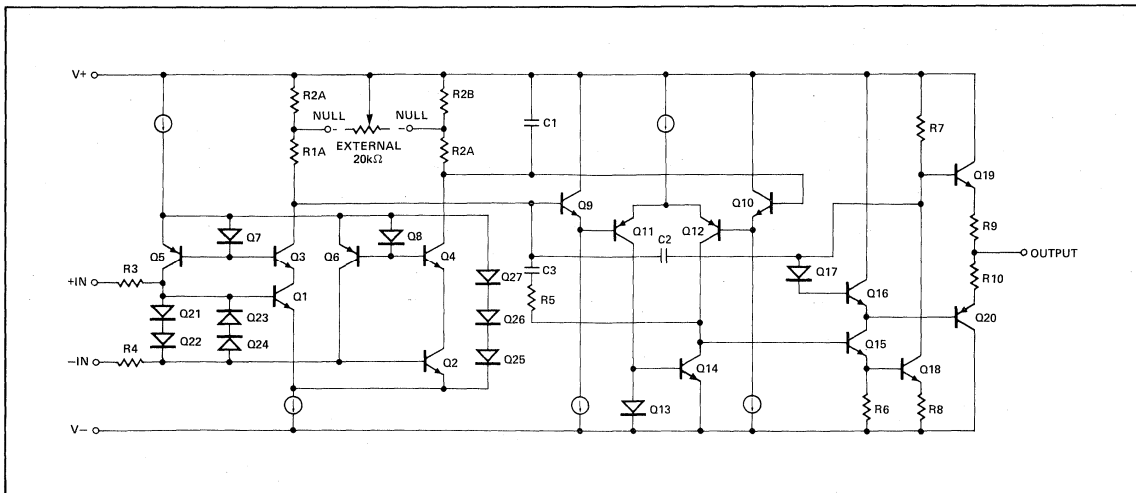 V+
R2A
NULL
NULL
R2B
EXTERNAL
20kΩ
R1A
R2A
C1
R7
Q19
Q9
Q10
Q7
Q8
Q5
Q3
Q6
Q4
Q11
Q12
C2
R9
OUTPUT
+IN
R3
Q1
Q27
C3
Q17
Q16
R10
Q21
Q23
Q26
R5
Q20
Q22
Q24
Q15
-IN
R4
Q2
Q25
Q14
Q18
Q13
R6
R8
V-